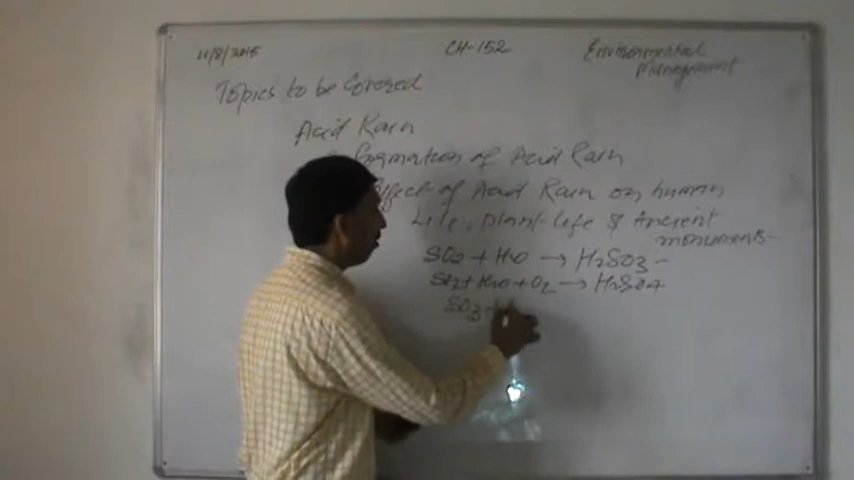 11/8/2015
CH-152
Environmental
Management
Topics to be Covered
Acid Rain
Formation of Acid Rain
Effect of Acid Rain on human
Life, Plant-life & Ancient
monuments-
SO2 + H2O → H2SO3 -
SO2 + H2O + O2 → H2SO4
SO3 +